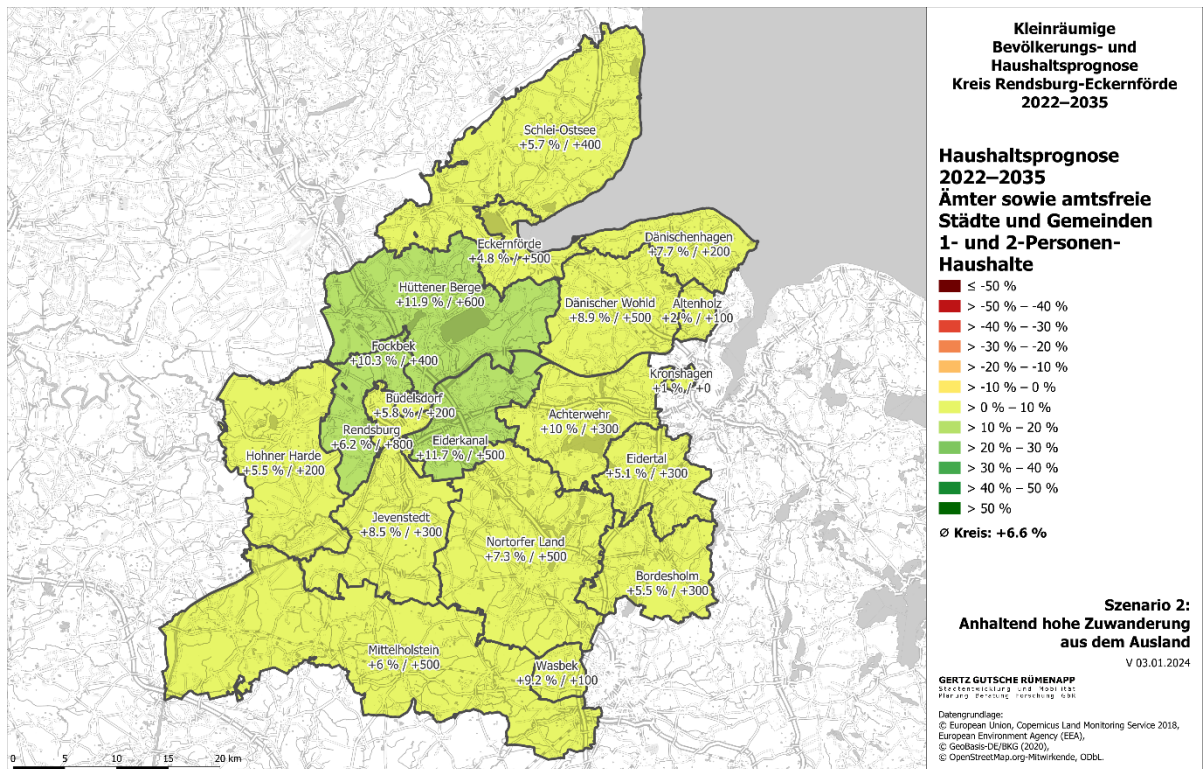 Kleinräumige
Bevölkerungs- und
Haushaltsprognose
Kreis Rendsburg-Eckernförde
2022–2035
Haushaltsprognose
2022–2035
Ämter sowie amtsfreie
Städte und Gemeinden
1- und 2-Personen-
Haushalte
≤ -50 %
> -50 % – -40 %
> -40 % – -30 %
> -30 % – -20 %
> -20 % – -10 %
> -10 % – 0 %
> 0 % – 10 %
> 10 % – 20 %
> 20 % – 30 %
> 30 % – 40 %
> 40 % – 50 %
> 50 %
Ø Kreis: +6.6 %
Szenario 2:
Anhaltend hohe Zuwanderung
aus dem Ausland
V 03.01.2024
GERTZ GUTSCHE RÜMENAPP
Stadtentwicklung und Mobilität
Planung Beratung Forschung GbR
Datengrundlage:
© European Union, Copernicus Land Monitoring Service 2018,
European Environment Agency (EEA),
© GeoBasis-DE/BKG (2020),
© OpenStreetMap.org-Mitwirkende, ODbL.
Schlei-Ostsee
+5.7 % / +400
Eckernförde
+4.8 % / +500
Dänischenhagen
+7.7 % / +200
Hüttener Berge
+11.9 % / +600
Dänischer Wohld
+8.9 % / +500
Altenholz
+2 % / +100
Fockbek
+10.3 % / +400
Kronshagen
+1 % / +0
Büdelsdorf
+5.8 % / +200
Achterwehr
+10 % / +300
Rendsburg
+6.2 % / +800
Eiderkanal
+11.7 % / +500
Hohner Harde
+5.5 % / +200
Eidertal
+5.1 % / +300
Jevenstedt
+8.5 % / +300
Nortorfer Land
+7.3 % / +500
Bordesholm
+5.5 % / +300
Mittelholstein
+6 % / +500
Wasbek
+9.2 % / +100
0 5 10 15 20 km